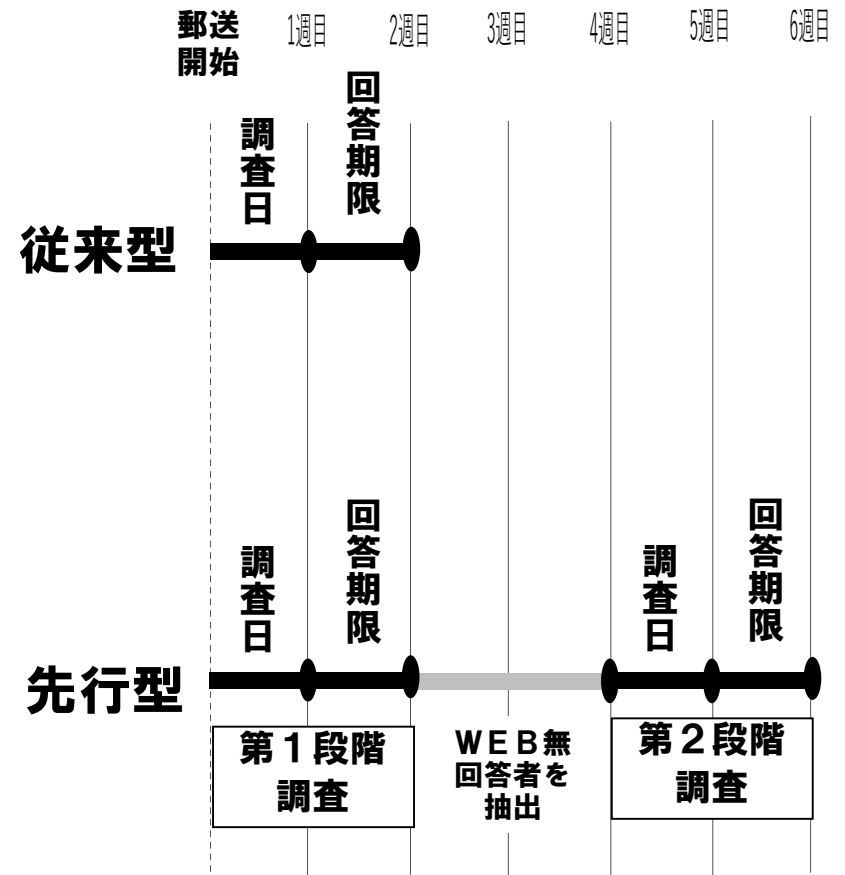 郵送
開始
1週目
2週目
3週目
4週目
5週目
6週目
調査日
回答期限
従来型
調査日
回答期限
調査日
回答期限
先行型
第１段階
調査
ＷＥＢ無
回答者を
抽出
第２段階
調査